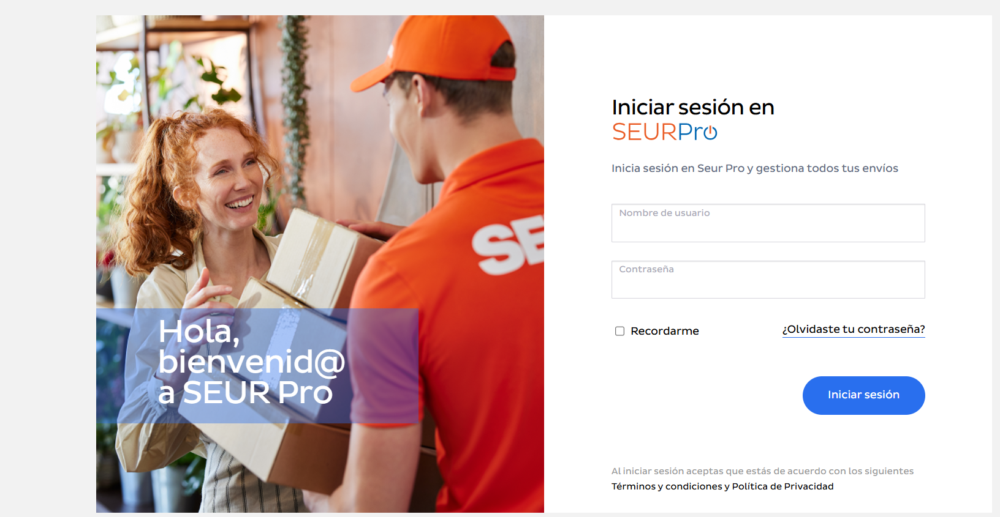 SE
Hola,
bienvenid@
a SEUR Pro
Iniciar sesión en
SEURPro
Inicia sesión en Seur Pro y gestiona todos tus envíos
Nombre de usuario
Contraseña
Recordarme
¿Olvidaste tu contraseña?
Iniciar sesión
Al iniciar sesión aceptas que estás de acuerdo con los siguientes
Términos y condiciones y Política de Privacidad